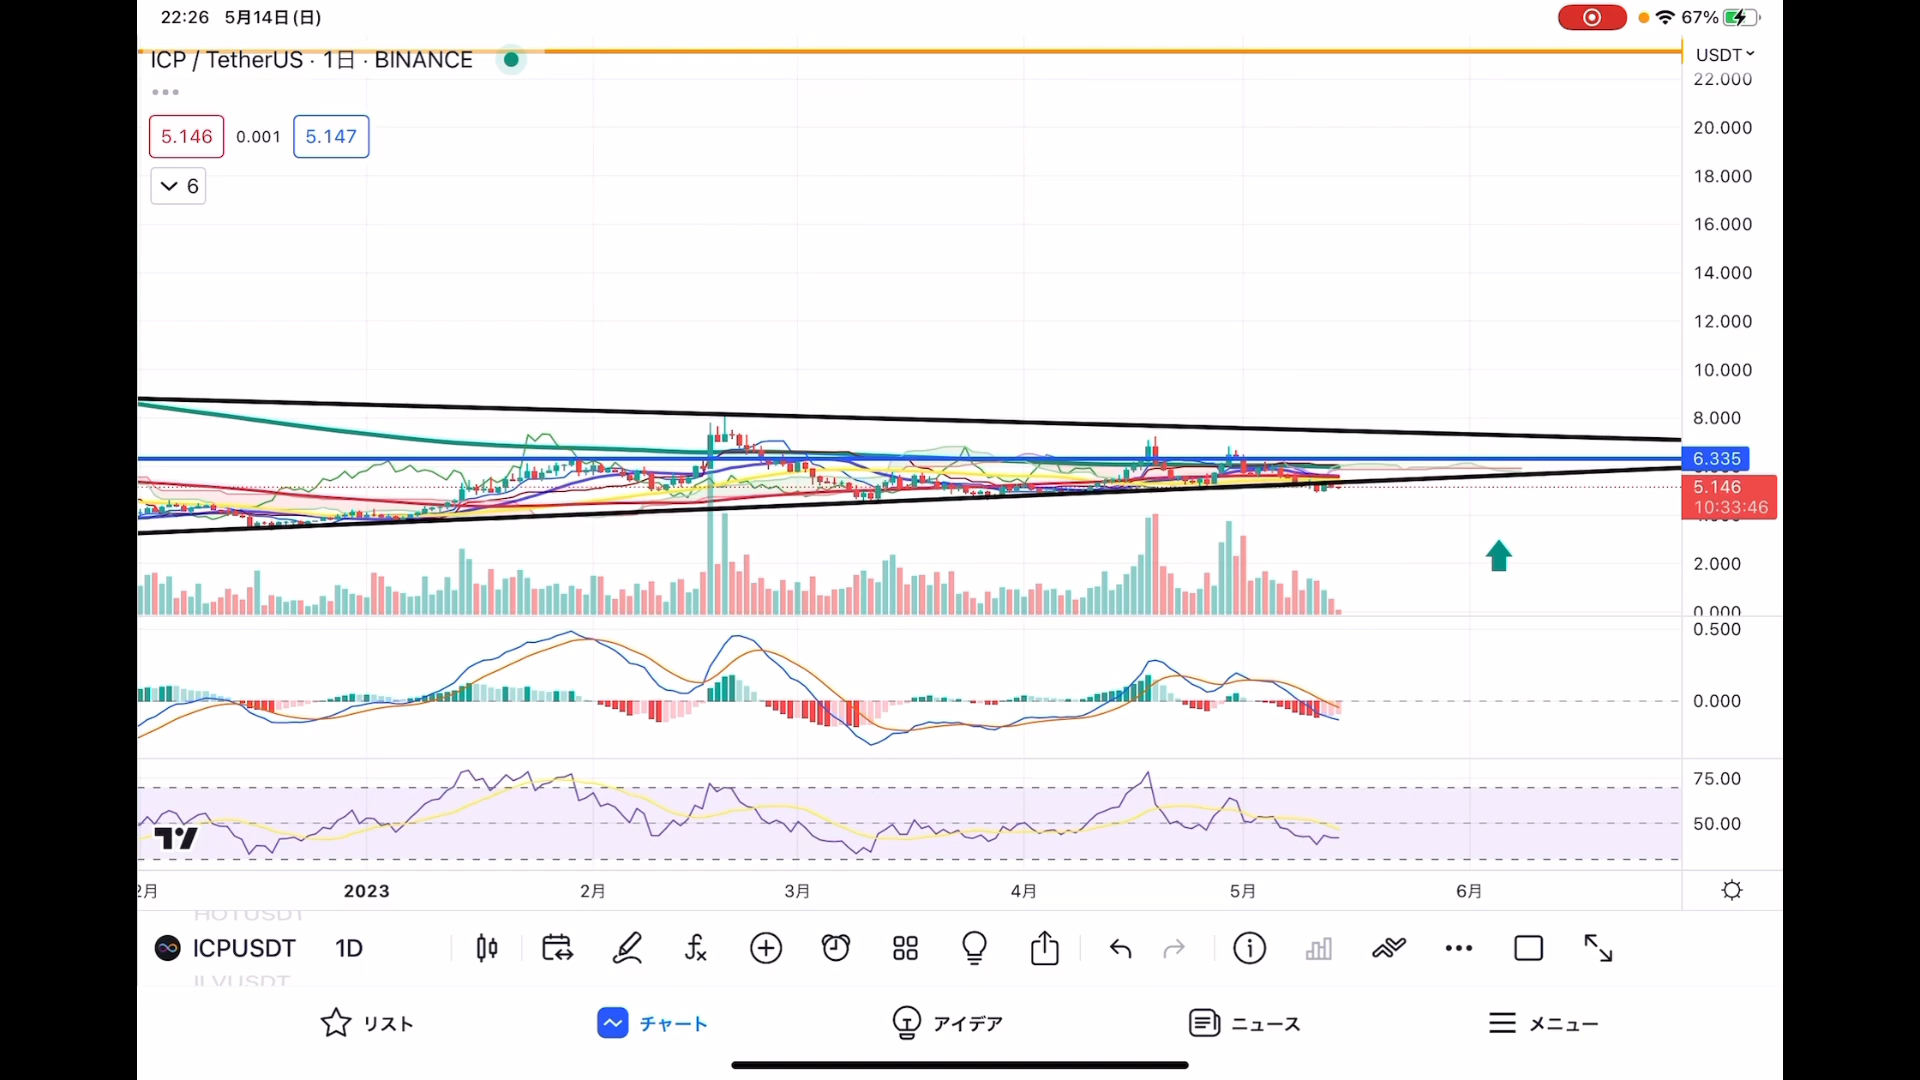 22:26 5月14日(日)
67%
ICP / TetherUS · 1日 · BINANCE
USDT
22.000
5.146
0.001
5.147
6
20.000
18.000
16.000
14.000
12.000
10.000
8.000
6.335
5.146
10:33:46
2.000
0.000
0.500
0.000
75.00
50.00
2023
2月
3月
4月
5月
6月
HOTUSDT
ICPUSDT 1D
ILVUSDT
リスト
チャート
アイデア
ニュース
メニュー